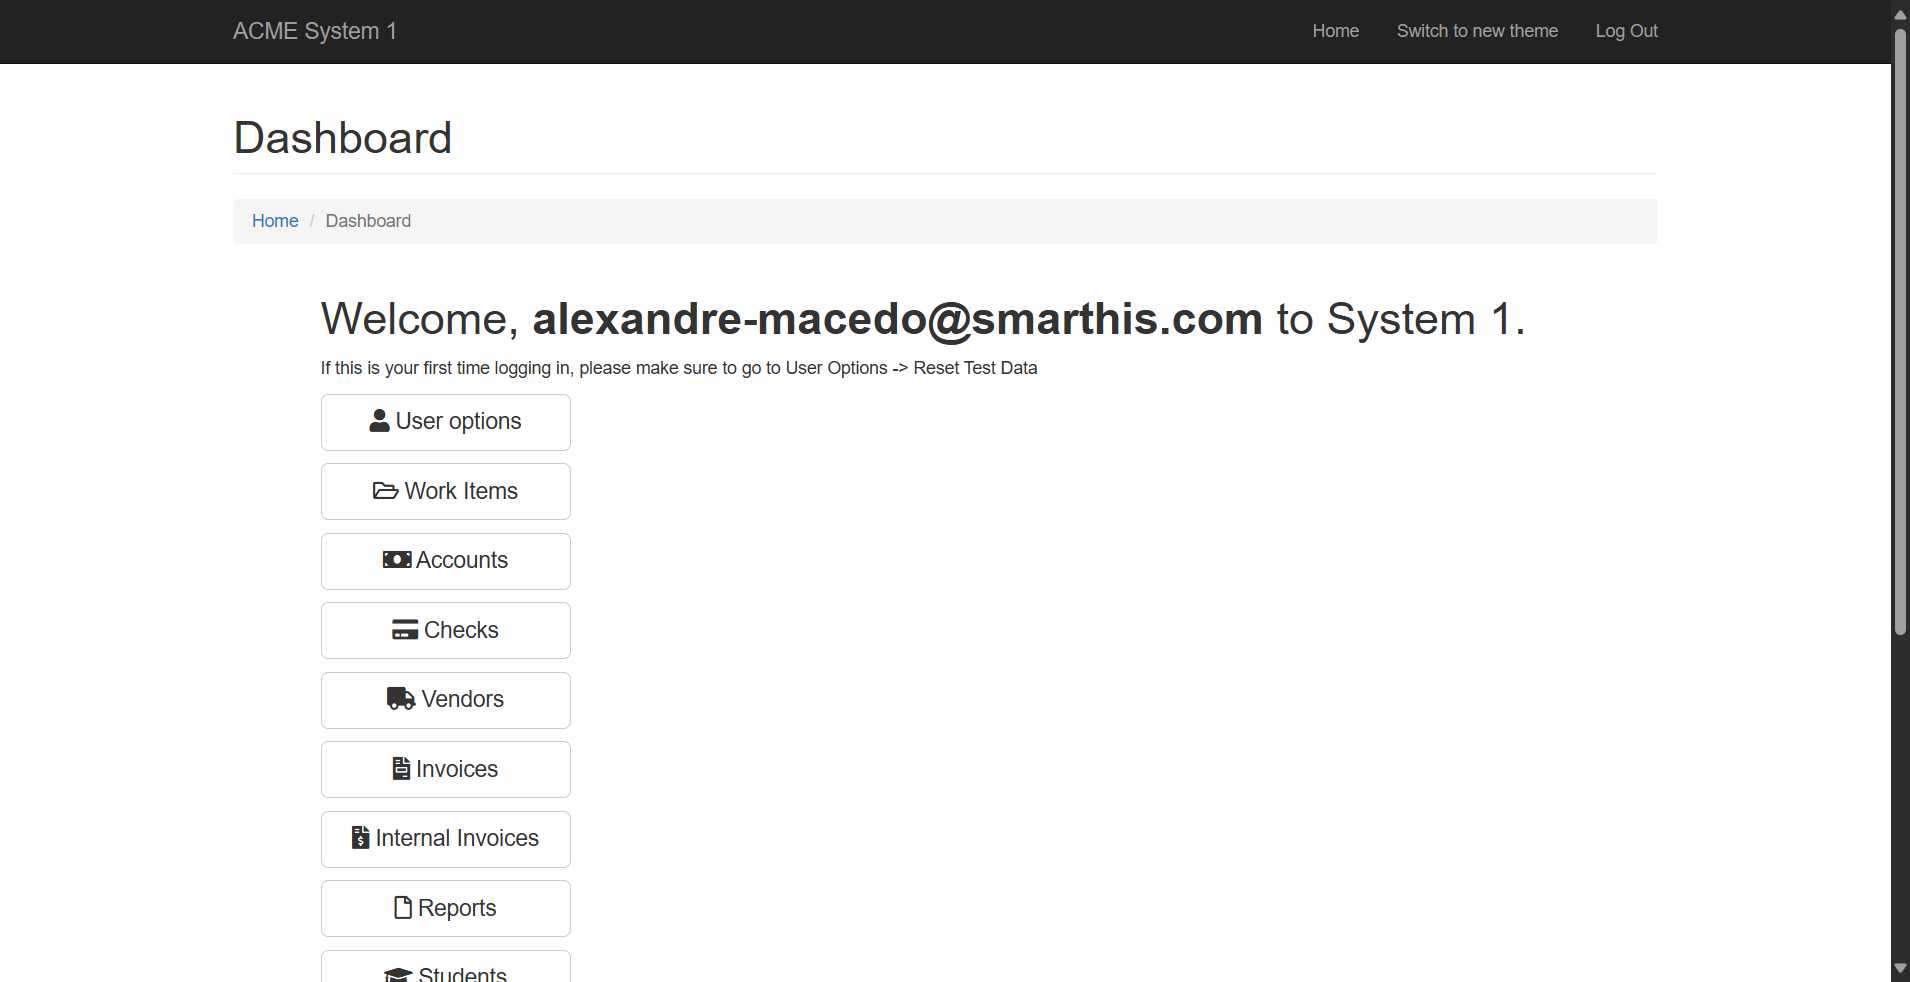 ACME System 1
Home
Switch to new theme
Log Out
Dashboard
Home / Dashboard
Welcome, alexandre-macedo@smarthis.com to System 1.
If this is your first time logging in, please make sure to go to User Options -> Reset Test Data
User options
Work Items
Accounts
Checks
Vendors
Invoices
Internal Invoices
Reports
Students